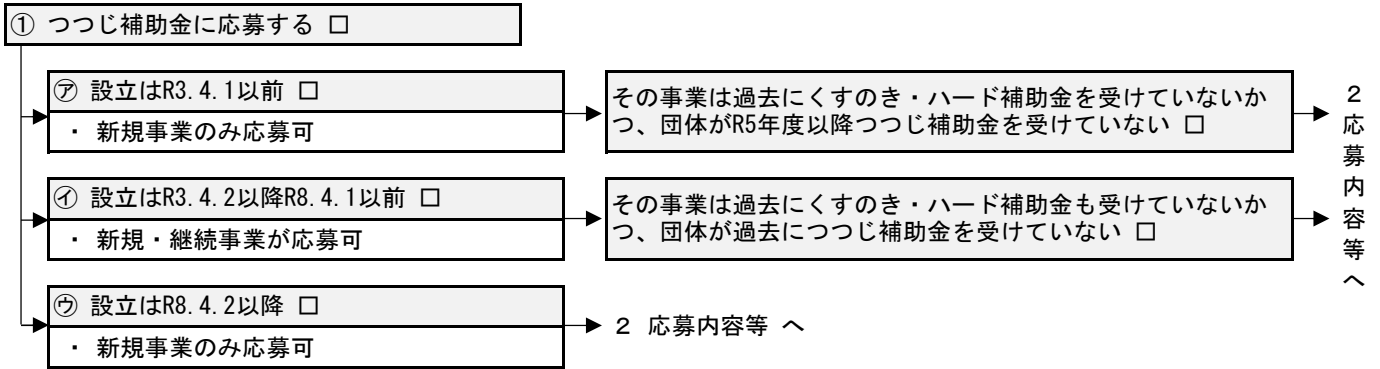 ① つつじ補助金に応募する □
㋐ 設立はR3.4.1以前 □
・ 新規事業のみ応募可
その事業は過去にくすのき・ハード補助金を受けていないか
つ、団体がR5年度以降つつじ補助金を受けていない □
㋑ 設立はR3.4.2以降R8.4.1以前 □
・ 新規・継続事業が応募可
その事業は過去にくすのき・ハード補助金も受けていないか
つ、団体が過去につつじ補助金を受けていない □
２応募内容等へ
㋒ 設立はR8.4.2以降 □
・ 新規事業のみ応募可
２ 応募内容等 へ